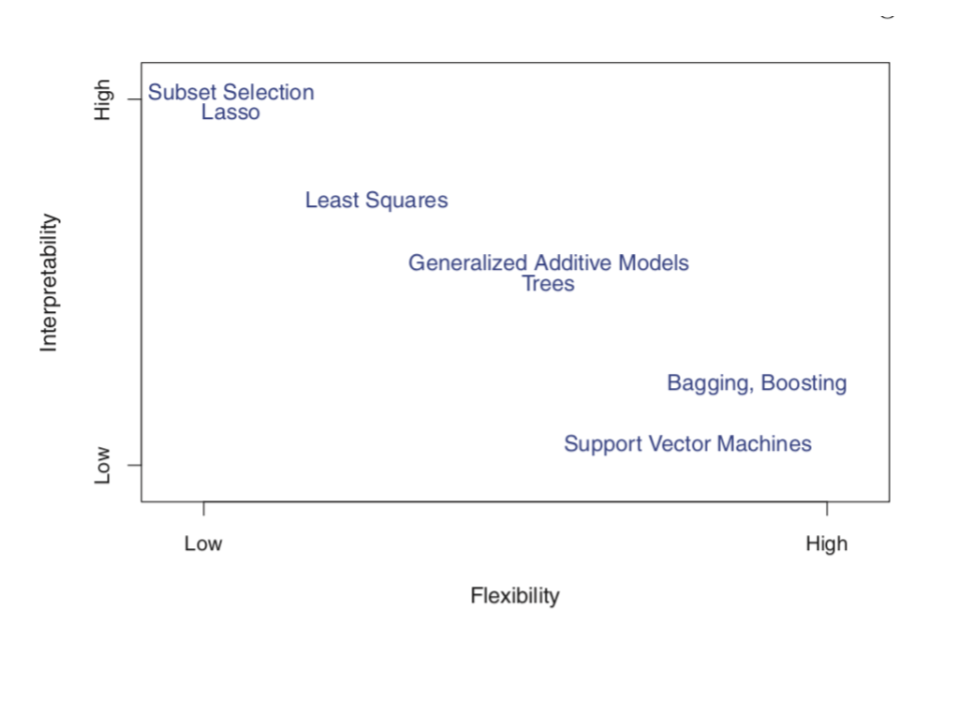 High
Subset Selection
Lasso
Least Squares
Interpretability
Generalized Additive Models
Trees
Bagging, Boosting
Support Vector Machines
Low
Low
High
Flexibility